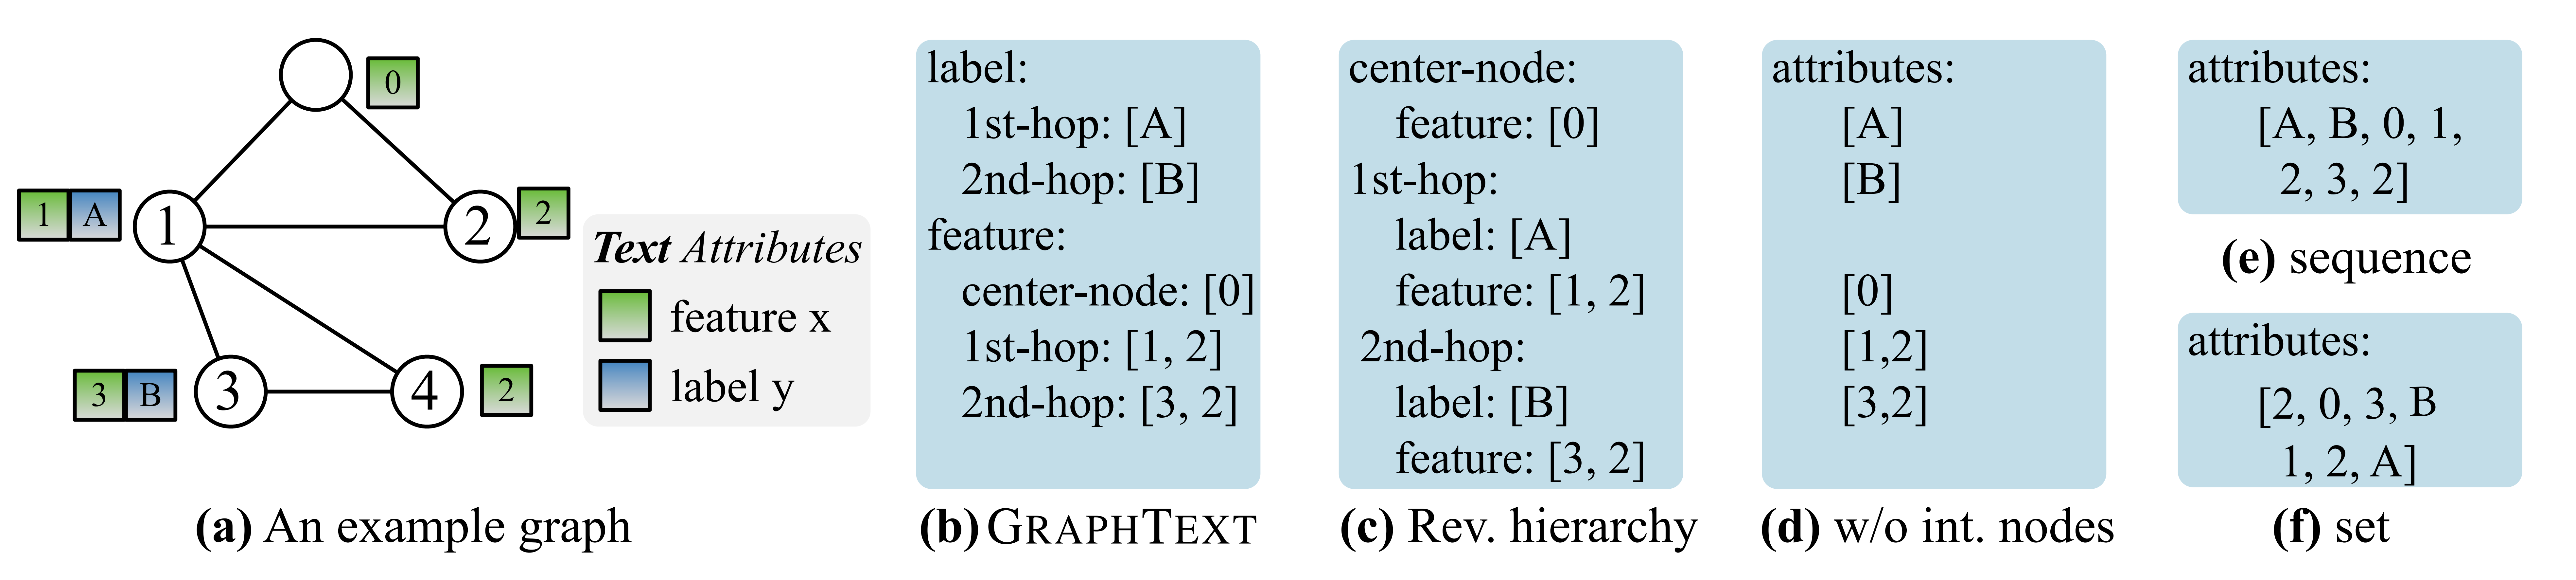 0
1 A
1
2
2
3 B
3
4
2
Text Attributes
feature x
label y
(a) An example graph
label:
1st-hop: [A]
2nd-hop: [B]
feature:
center-node: [0]
1st-hop: [1, 2]
2nd-hop: [3, 2]
(b) GRAPHTEXT
center-node:
feature: [0]
1st-hop:
label: [A]
feature: [1, 2]
2nd-hop:
label: [B]
feature: [3, 2]
(c) Rev. hierarchy
attributes:
[A]
[B]
[0]
[1,2]
[3,2]
(d) w/o int. nodes
attributes:
[A, B, 0, 1,
2, 3, 2]
(e) sequence
attributes:
[2, 0, 3, B
1, 2, A]
(f) set